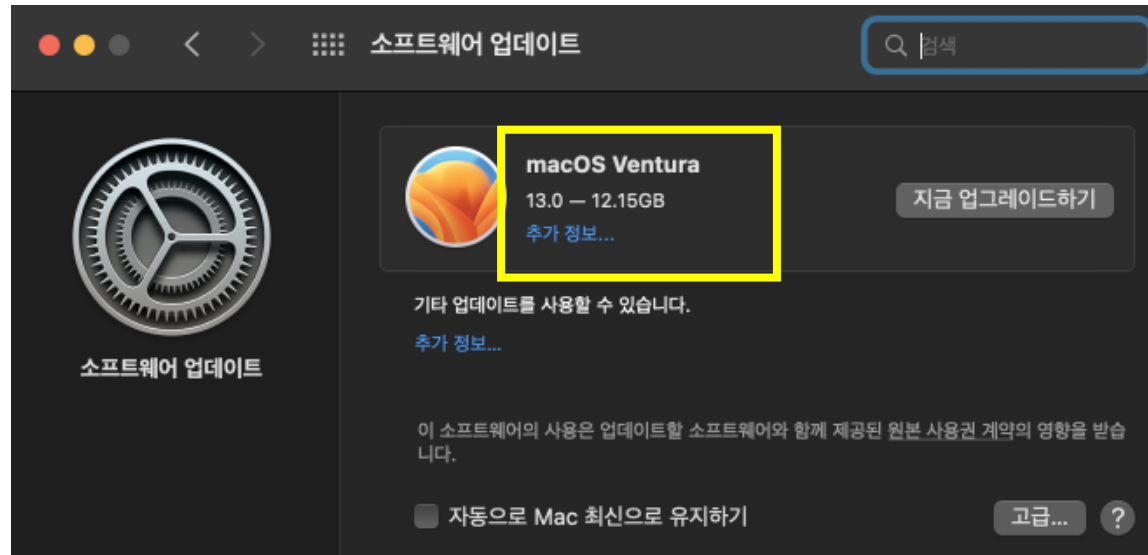 소프트웨어 업데이트
검색
macOS Ventura
13.0 — 12.15GB
추가 정보...
지금 업그레이드하기
기타 업데이트를 사용할 수 있습니다.
추가 정보...
소프트웨어 업데이트
이 소프트웨어의 사용은 업데이트할 소프트웨어와 함께 제공된 원본 사용권 계약의 영향을 받습
니다.
자동으로 Mac 최신으로 유지하기
고급...
?